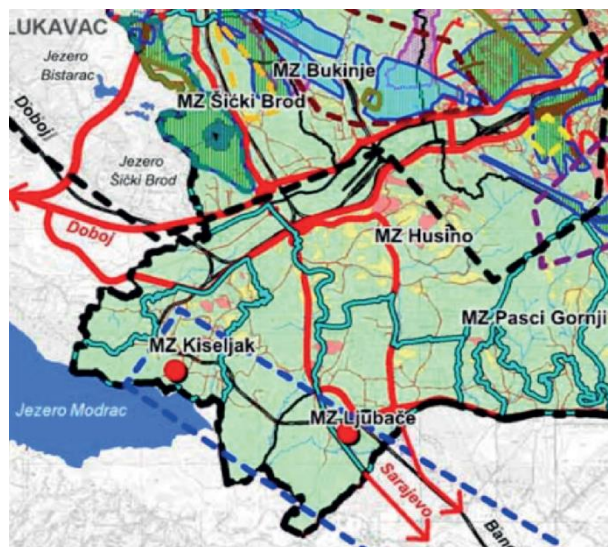 LUKAVAC
Jezero
Bistarac
MZ Bukinje
MZ Šički Brod
Doboj
Jezero
Šički Brod
Doboj
MZ Husino
MZ Pasci Gornji
MZ Kiseljak
Jezero Modrac
MZ Ljubače
Sarajevo